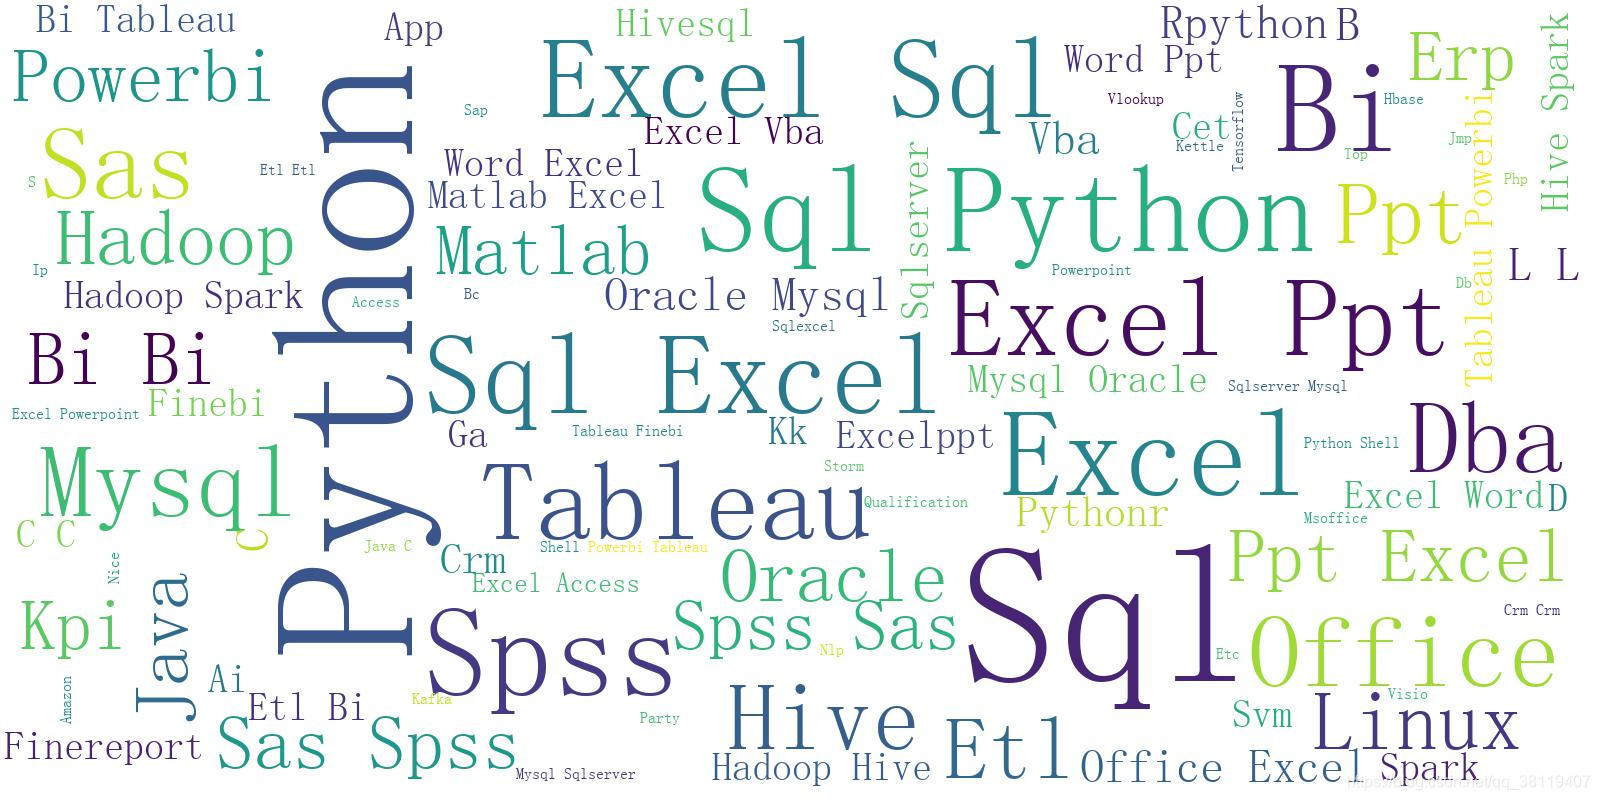 Bi Tableau
App
Hivesql
Rpython
B
Powerbi
Excel Sql
Word Ppt
Erp
Hive Spark
Bi
Vlookup
Hbase
Sap
Excel Vba
Vba
Cet
Kettle
Tensorflow
Jmp
Top
Tableau Powerbi
Sas
S
Etl Etl
Word Excel
Matlab Excel
Sqlserver
Sql Python
Ppt
Php
Python
Hadoop
Ip
Matlab
Powerpoint
L L
Hadoop Spark
Access
Bc
Oracle Mysql
Sqlexcel
Excel Ppt
Db
Bi Bi
Sql Excel
Mysql Oracle
Sqlserver Mysql
Finebi
Excel Powerpoint
Ga
Tableau Finebi
Kk
Excelppt
Excel
Python Shell
Dba
Mysql
Tableau
Storm
Qualification
Pythonr
Excel Word
D
Msoffice
C C
C
Java C
Crm
Shell
Powerbi Tableau
Nice
Excel Access
Oracle
Sql
Ppt Excel
Kpi
Java
Spss
Spss Sas
Nlp
Crm Crm
Office
Etc
Ai
Amazon
Etl Bi
Kafka
Party
Hive
Visio
Svm
Linux
Finereport
Sas Spss
Mysql Sqlserver
Hadoop Hive
Etl
Office Excel
Spark
https://blog.csdn.net/qq_38119407